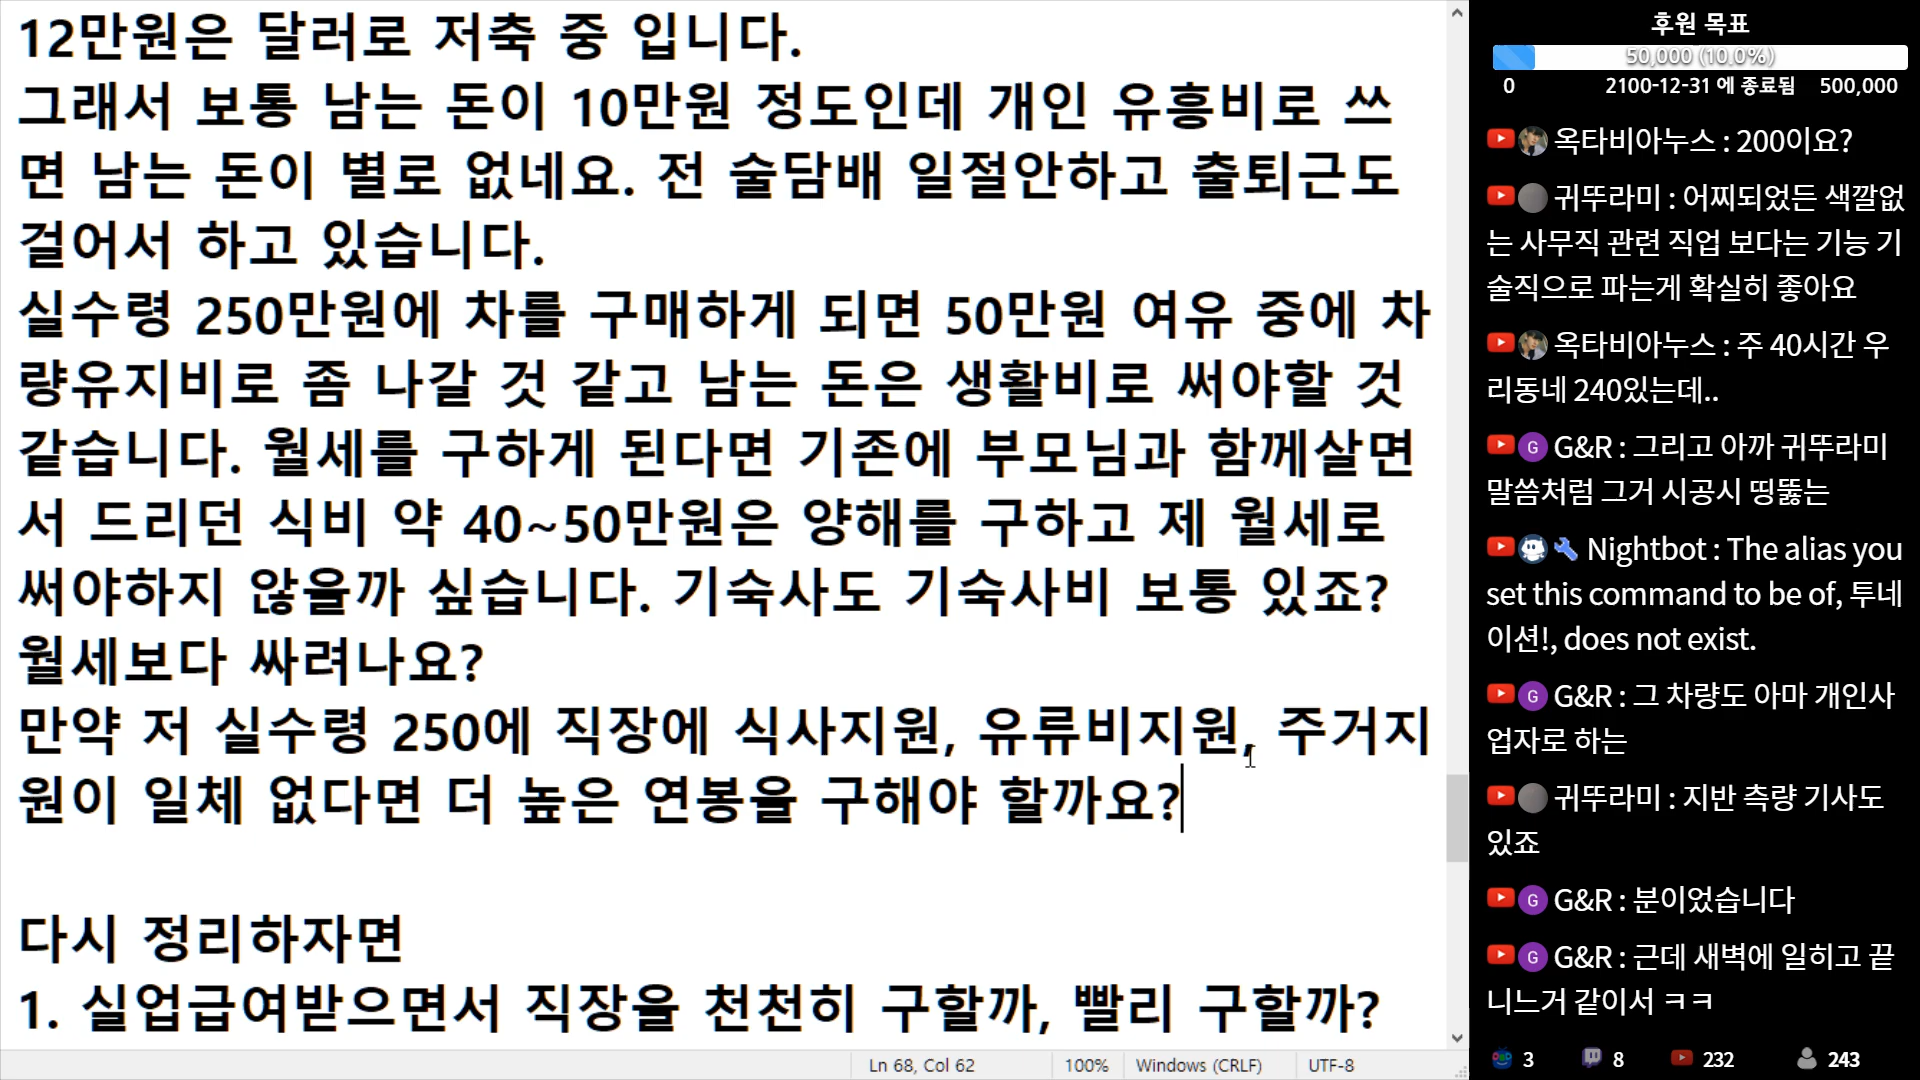 12만원은 달러로 저축 중 입니다.
그래서 보통 남는 돈이 10만원 정도인데 개인 유흥비로 쓰
면 남는 돈이 별로 없네요. 전 술담배 일절안하고 출퇴근도
걸어서 하고 있습니다.
실수령 250만원에 차를 구매하게 되면 50만원 여유 중에 차
량유지비로 좀 나갈 것 같고 남는 돈은 생활비로 써야할 것
같습니다. 월세를 구하게 된다면 기존에 부모님과 함께살면
서 드리던 식비 약 40~50만원은 양해를 구하고 제 월세로
써야하지 않을까 싶습니다. 기숙사도 기숙사비 보통 있죠?
월세보다 싸려나요?
만약 저 실수령 250에 직장에 식사지원, 유류비지원, 주거지
원이 일체 없다면 더 높은 연봉을 구해야 할까요?
다시 정리하자면
1. 실업급여받으면서 직장을 천천히 구할까, 빨리 구할까?
Ln 68, Col 62
100%
Windows (CRLF)
UTF-8
후원 목표
50,000 (10.0%)
0
2100-12-31 에 종료됨
500,000
옥타비아누스 : 200이요?
귀뚜라미 : 어찌되었든 색깔없
는 사무직 관련 직업 보다는 기능 기
술직으로 파는게 확실히 좋아요
옥타비아누스 : 주 40시간 우
리동네 240있는데..
G G&R : 그리고 아까 귀뚜라미
말씀처럼 그거 시공시 띵뚫는
Nightbot : The alias you
set this command to be of, 투네
이션!, does not exist.
G G&R : 그 차량도 아마 개인사
업자로 하는
귀뚜라미 : 지반 측량 기사도
있죠
G G&R : 분이었습니다
G G&R : 근데 새벽에 일히고 끝
니느거 같이서 ㅋㅋ
3
8
232
243